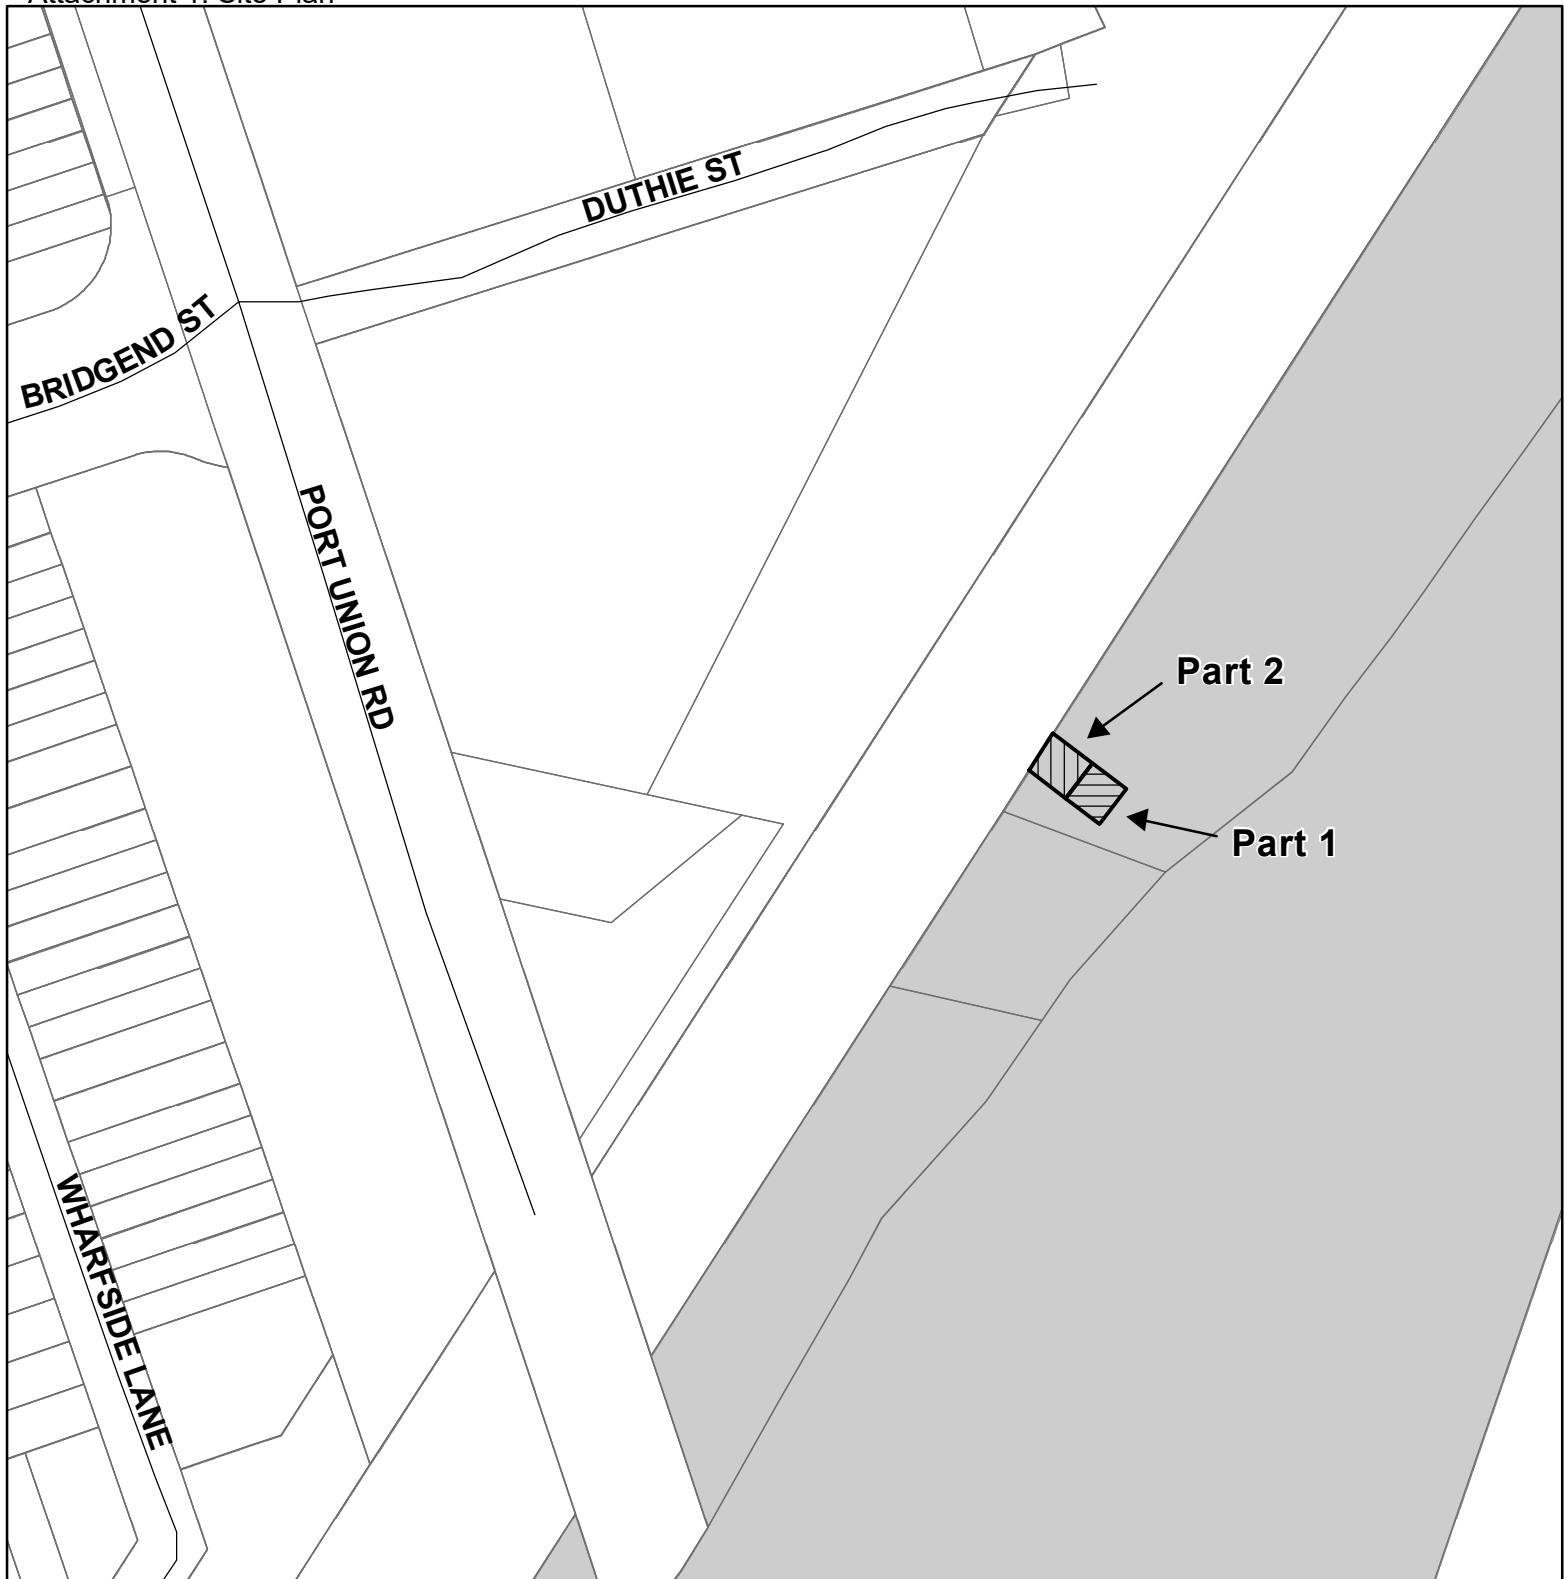 DUTHIE ST
BRIDGEND ST
PORT UNION RD
Part 2
Part 1
WHARFSIDE LANE